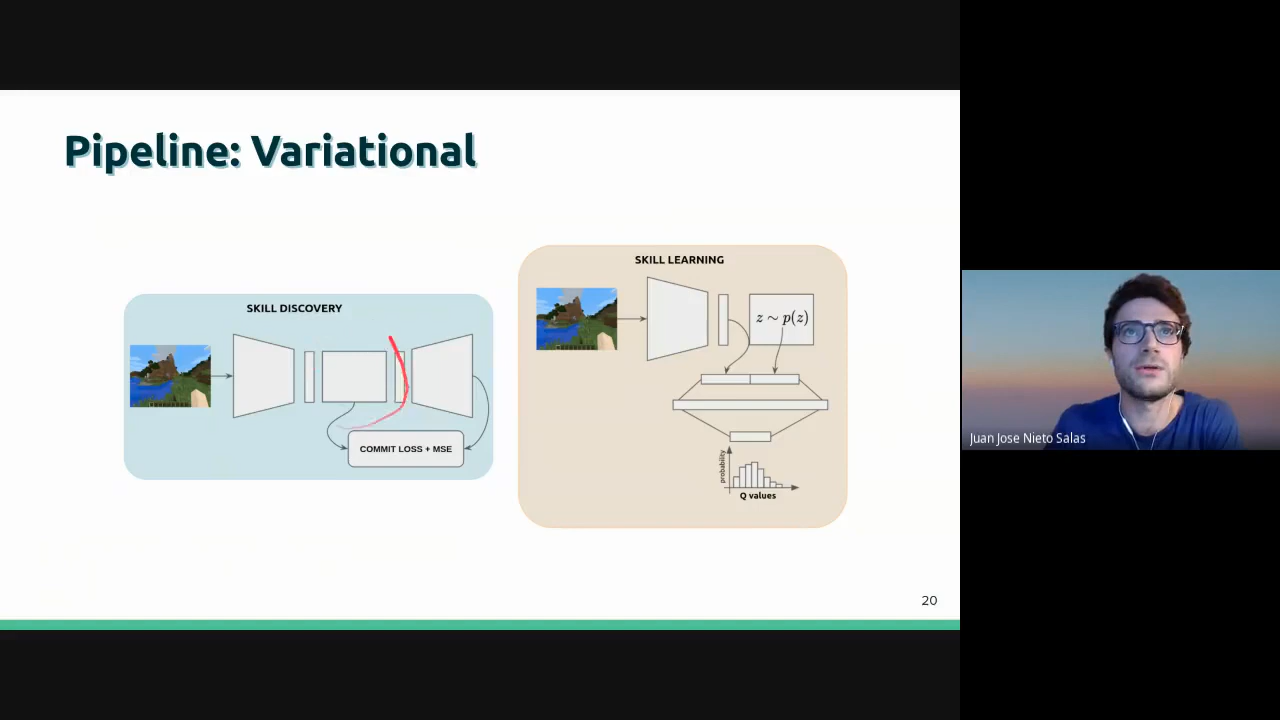 Pipeline: Variational
SKILL DISCOVERY
COMMIT LOSS + MSE
SKILL LEARNING
z ∼ p(z)
probability
Q values
20
Juan Jose Nieto Salas